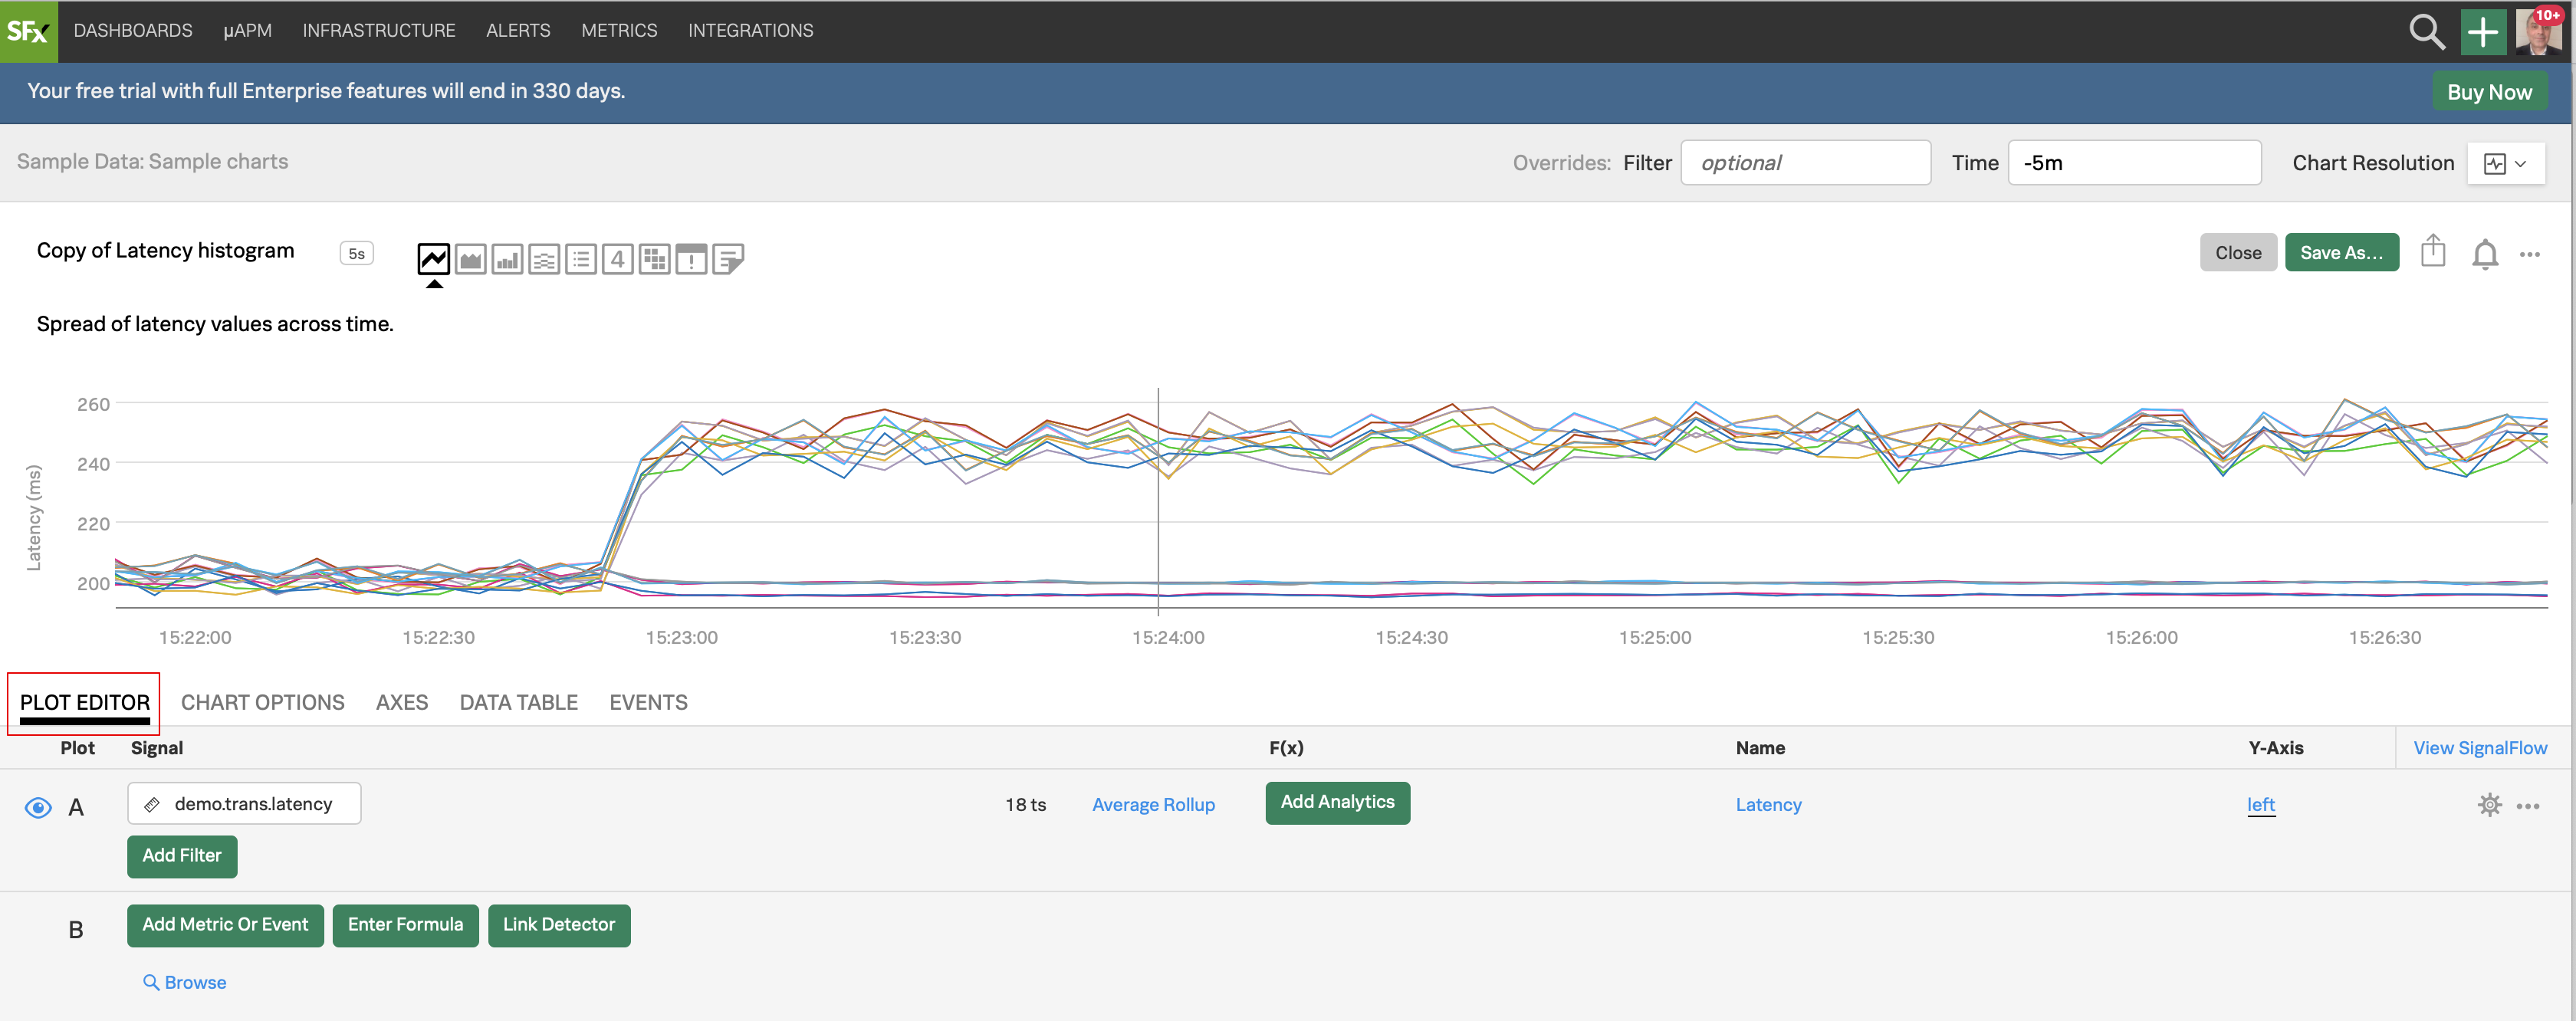 SFx DASHBOARDS µAPM INFRASTRUCTURE ALERTS METRICS INTEGRATIONS 10+
Your free trial with full Enterprise features will end in 330 days. Buy Now
Sample Data: Sample charts Overrides: Filter optional Time -5m Chart Resolution
Copy of Latency histogram 5s 4 ! Close Save As... ...
Spread of latency values across time.
Latency (ms)
260
240
220
200
15:22:00 15:22:30 15:23:00 15:23:30 15:24:00 15:24:30 15:25:00 15:25:30 15:26:00 15:26:30
PLOT EDITOR CHART OPTIONS AXES DATA TABLE EVENTS
Plot Signal F(x) Name Y-Axis View SignalFlow
A demo.trans.latency 18 ts Average Rollup Add Analytics Latency left ...
Add Filter
B Add Metric Or Event Enter Formula Link Detector
Browse